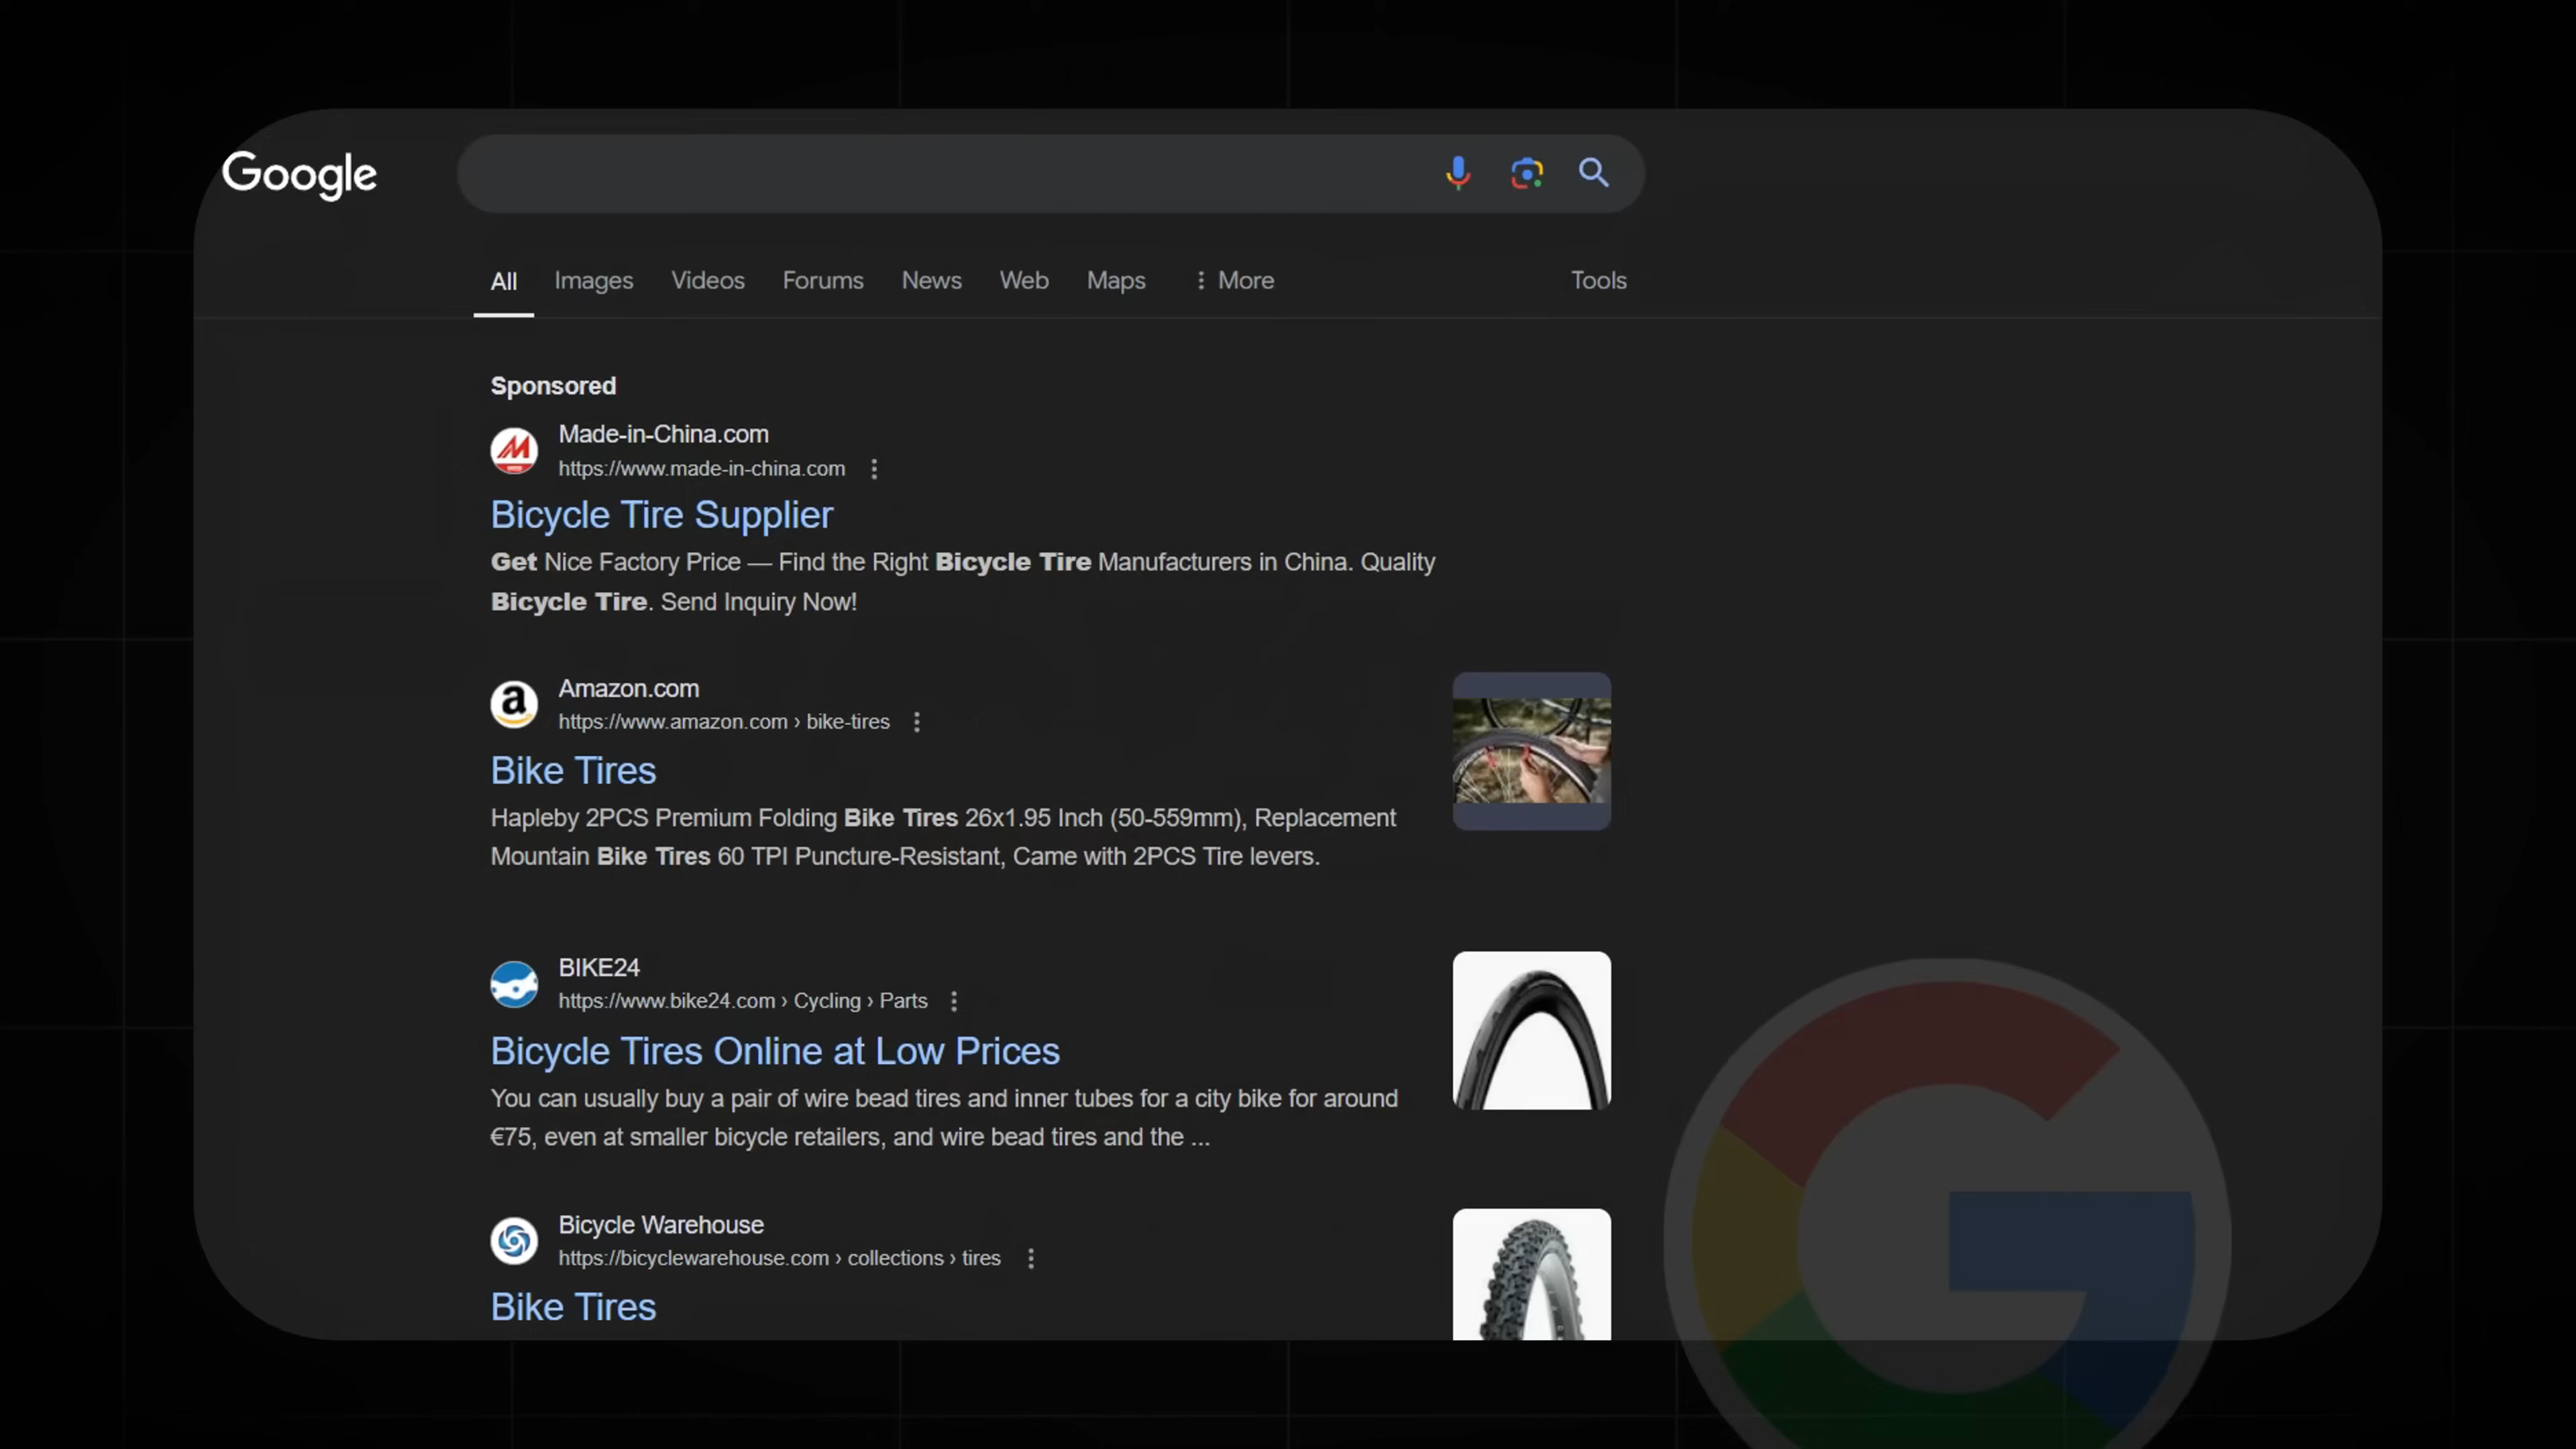 Google
All Images Videos Forums News Web Maps More Tools
Sponsored
Made-in-China.com
https://www.made-in-china.com
Bicycle Tire Supplier
Get Nice Factory Price — Find the Right Bicycle Tire Manufacturers in China. Quality
Bicycle Tire. Send Inquiry Now!
Amazon.com
https://www.amazon.com › bike-tires
Bike Tires
Hapleby 2PCS Premium Folding Bike Tires 26x1.95 Inch (50-559mm), Replacement
Mountain Bike Tires 60 TPI Puncture-Resistant, Came with 2PCS Tire levers.
BIKE24
https://www.bike24.com › Cycling › Parts
Bicycle Tires Online at Low Prices
You can usually buy a pair of wire bead tires and inner tubes for a city bike for around
€75, even at smaller bicycle retailers, and wire bead tires and the ...
Bicycle Warehouse
https://bicyclewarehouse.com › collections › tires
Bike Tires